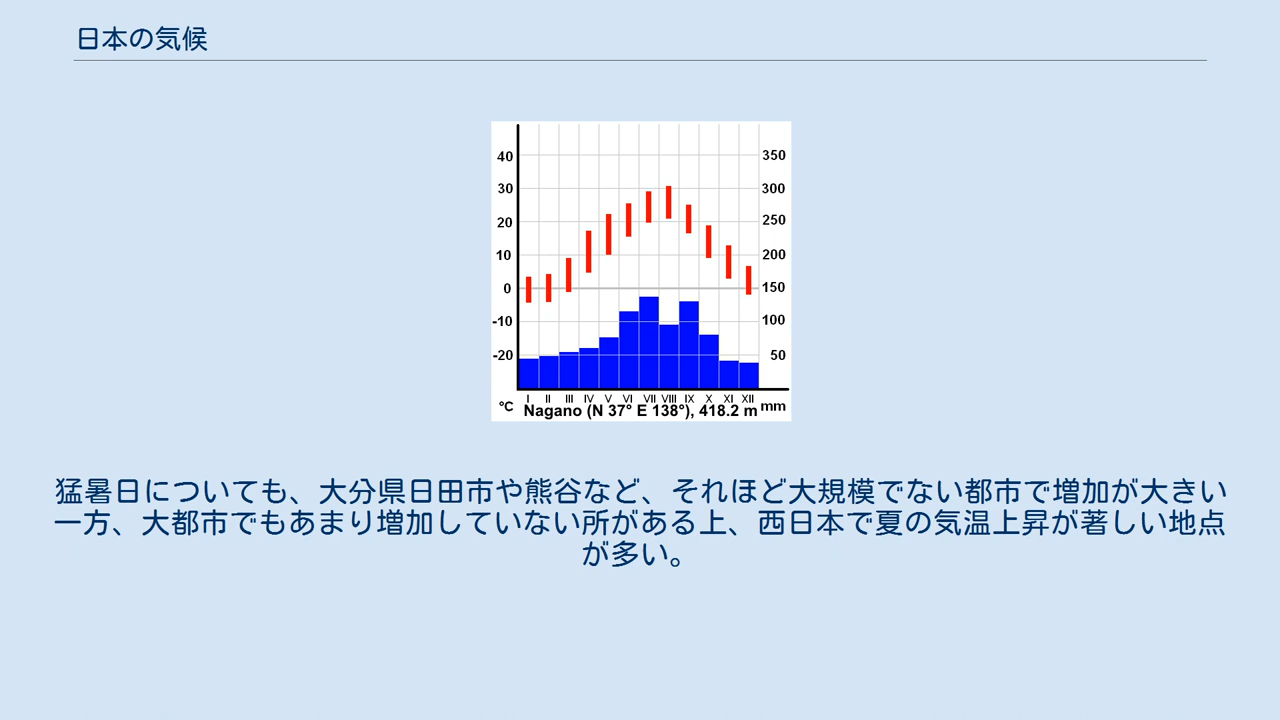 日本の気候
40
30
20
10
0
-10
-20
350
300
250
200
150
100
50
I II III IV V VI VII VIII IX X XI XII
°C
mm
Nagano (N 37° E 138°), 418.2 m
猛暑日についても、大分県日田市や熊谷など、それほど大規模でない都市で増加が大きい
一方、大都市でもあまり増加していない所がある上、西日本で夏の気温上昇が著しい地点
が多い。